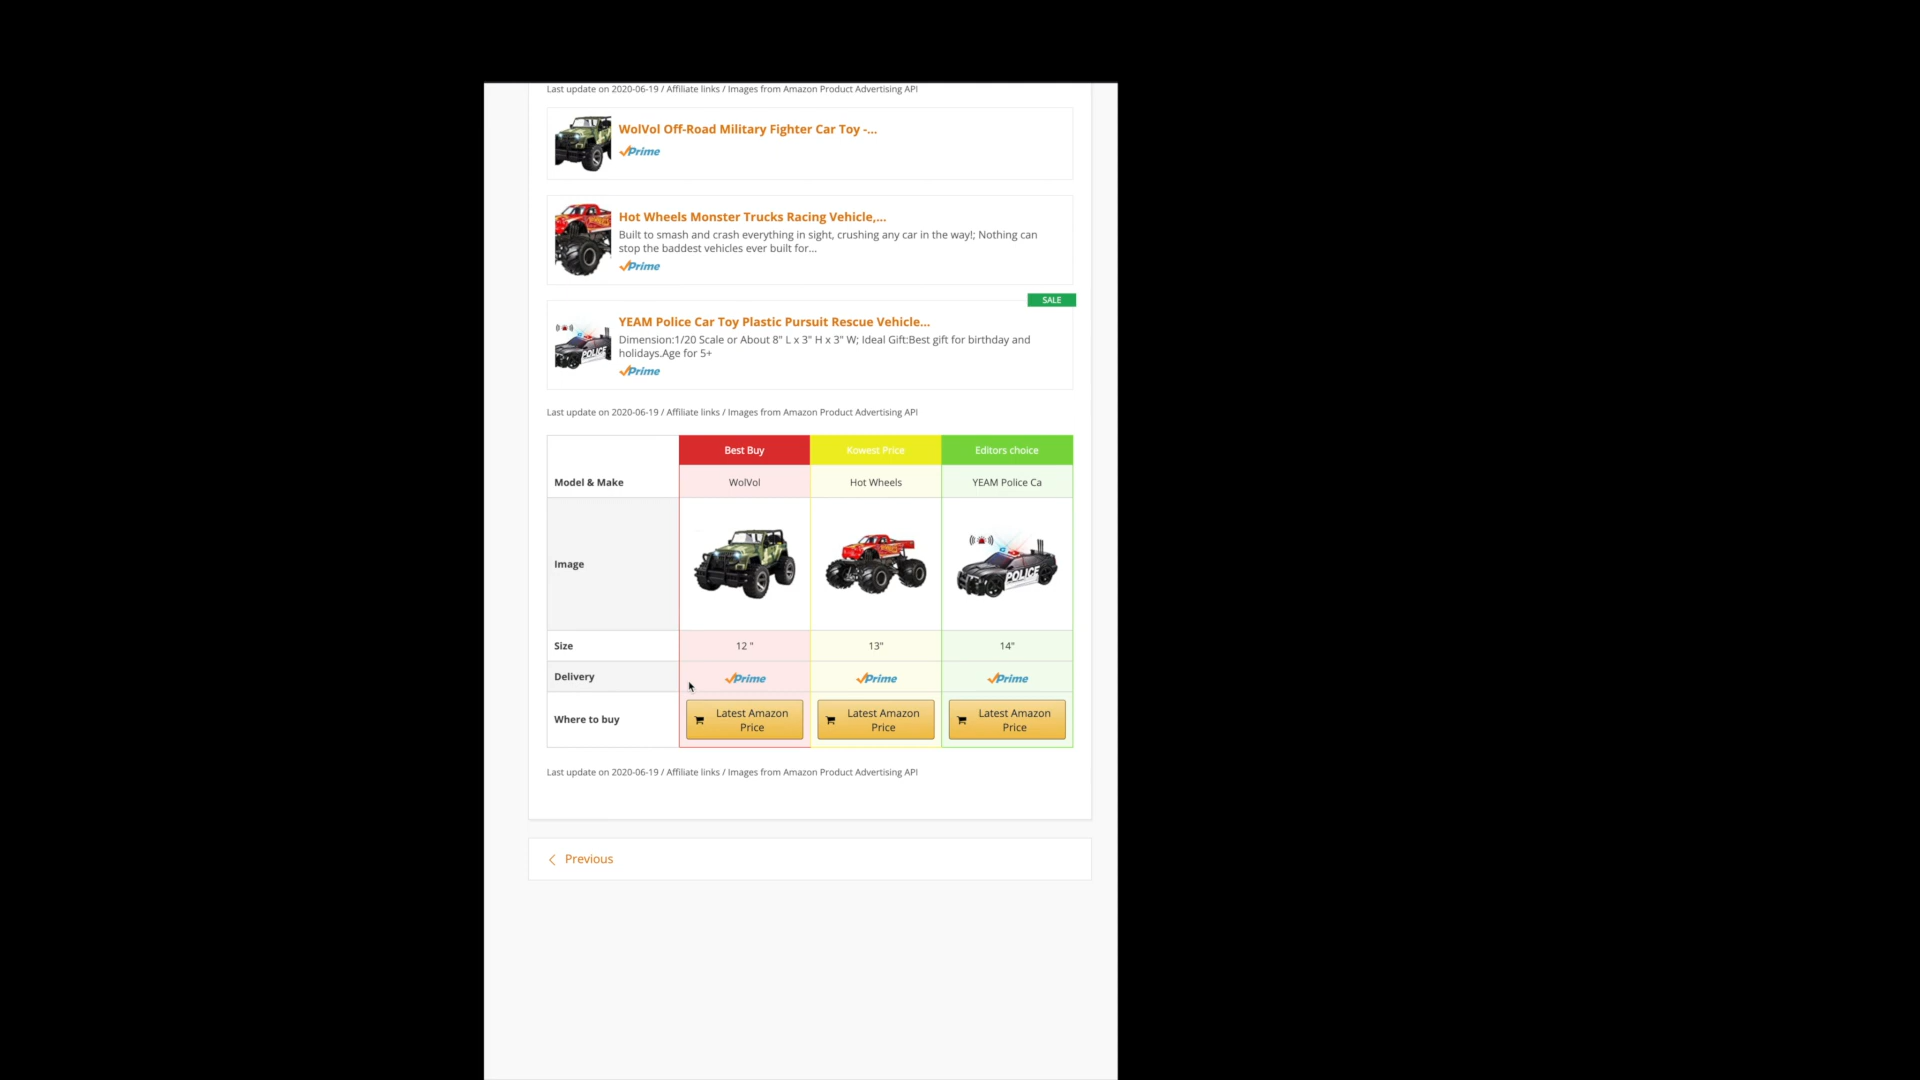 Last update on 2020-06-19 / Affiliate links / Images from Amazon Product Advertising API
WolVol Off-Road Military Fighter Car Toy -...
Prime
Hot Wheels Monster Trucks Racing Vehicle,...
Built to smash and crash everything in sight, crushing any car in the way!; Nothing can
stop the baddest vehicles ever built for...
Prime
SALE
YEAM Police Car Toy Plastic Pursuit Rescue Vehicle...
Dimension:1/20 Scale or About 8" L x 3" H x 3" W; Ideal Gift:Best gift for birthday and
holidays.Age for 5+
POLICE
Prime
Last update on 2020-06-19 / Affiliate links / Images from Amazon Product Advertising API
Best Buy Kowest Price Editors choice
Model & Make WolVol Hot Wheels YEAM Police Ca
Image
POLICE
Size 12 " 13" 14"
Delivery Prime Prime Prime
Where to buy
Latest Amazon
Price
Latest Amazon
Price
Latest Amazon
Price
Last update on 2020-06-19 / Affiliate links / Images from Amazon Product Advertising API
Previous